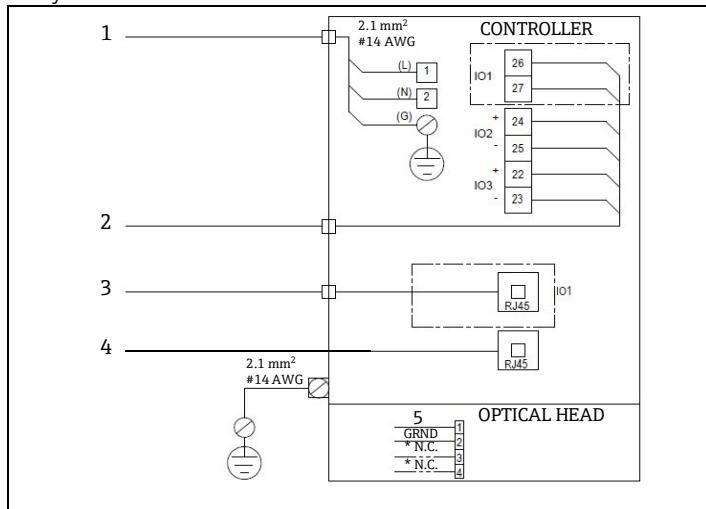 1
2.1 mm²
#14 AWG
CONTROLLER
(L) 1
(N) 2
(G)
IO1
26
27
+ 24
IO2
- 25
+ 22
IO3
- 23
2
3
RJ45
IO1
4
RJ45
2.1 mm²
#14 AWG
OPTICAL HEAD
5 1
GRND 2
* N.C. 3
* N.C. 4